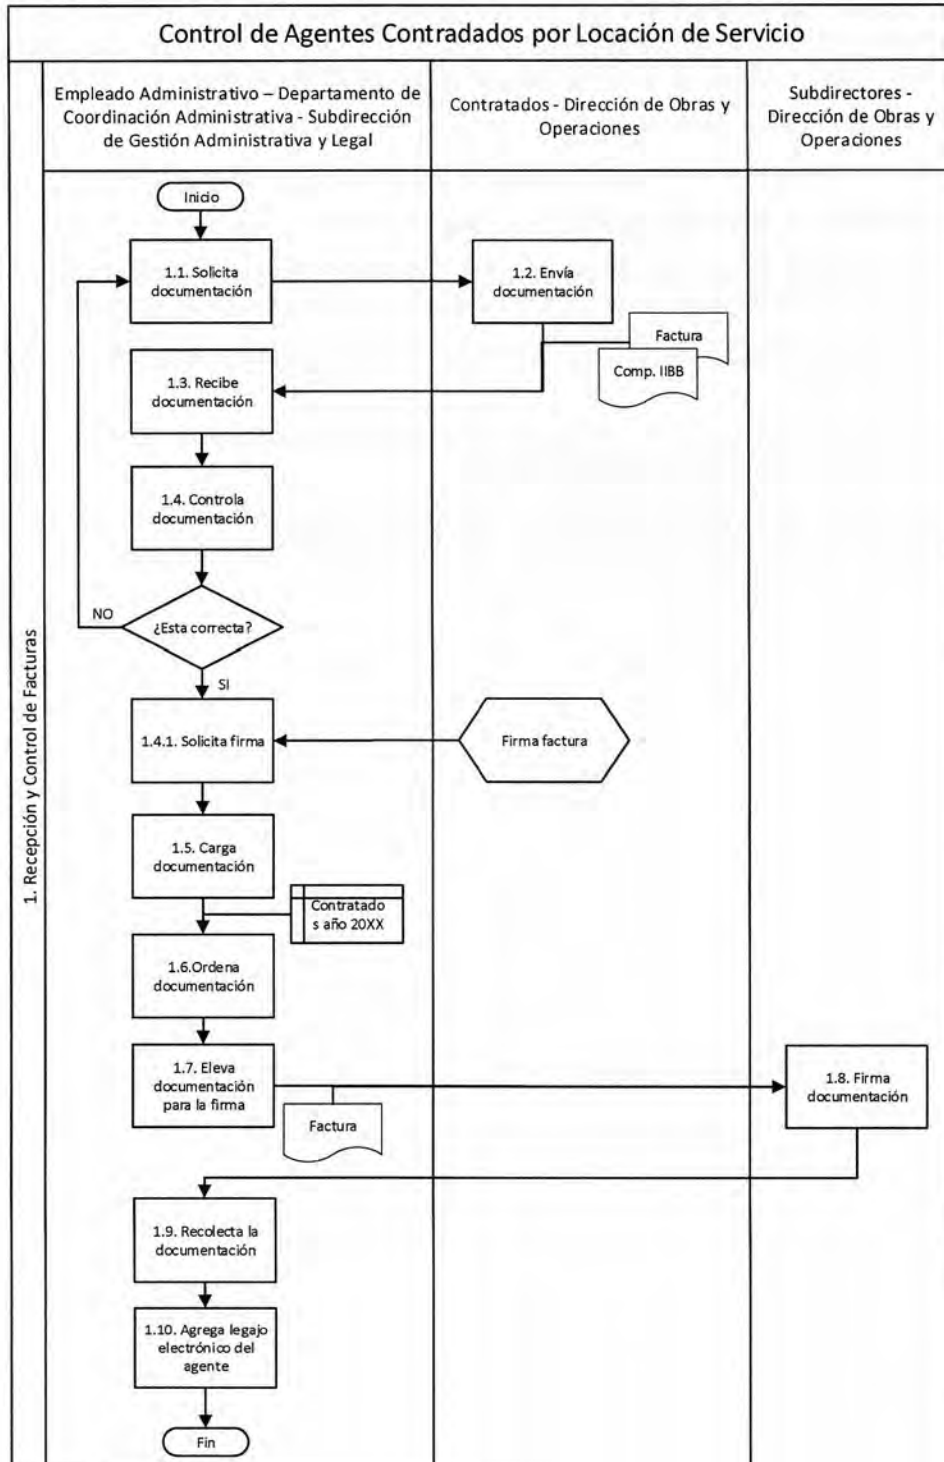 Control de Agentes Contradados por Locación de Servicio
Empleado Administrativo – Departamento de
Coordinación Administrativa - Subdirección
de Gestión Administrativa y Legal
Contratados - Dirección de Obras y
Operaciones
Subdirectores -
Dirección de Obras y
Operaciones
1. Recepción y Control de Facturas
Inicio
1.1. Solicita
documentación
1.2. Envía
documentación
Factura
Comp. IIBB
1.3. Recibe
documentación
1.4. Controla
documentación
¿Esta correcta?
NO
SI
1.4.1. Solicita firma
Firma factura
1.5. Carga
documentación
Contratado
s año 20XX
1.6.Ordena
documentación
1.7. Eleva
documentación
para la firma
Factura
1.8. Firma
documentación
1.9. Recolecta la
documentación
1.10. Agrega legajo
electrónico del
agente
Fin